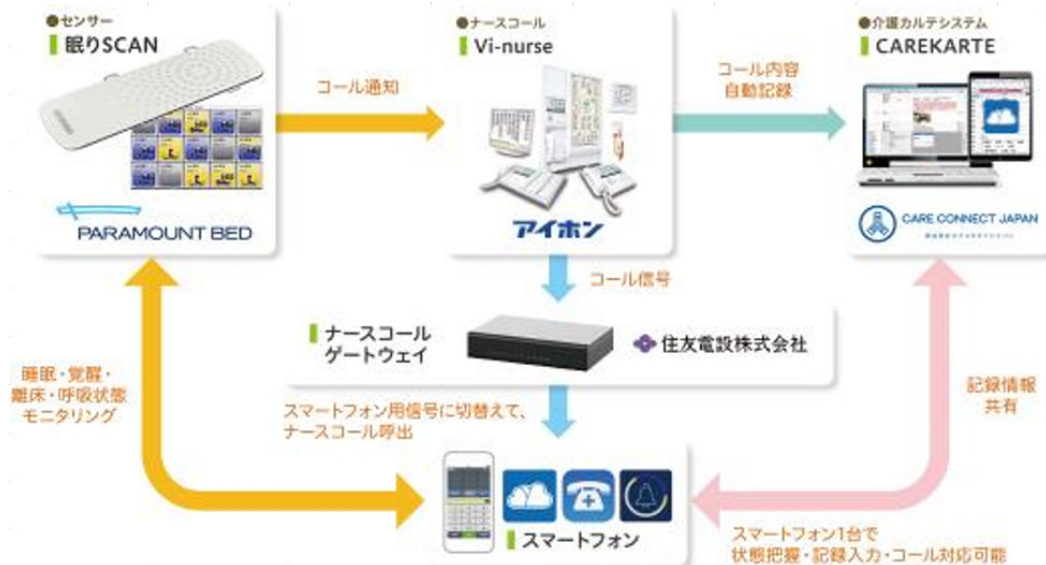 ●センサー
眠りSCAN
PARAMOUNT BED
コール通知
●ナースコール
Vi-nurse
アイホン
コール内容
自動記録
●介護カルテシステム
CAREKARTE
CARE CONNECT JAPAN
コール信号
ナースコール
ゲートウェイ
住友電設株式会社
睡眠・覚醒・
離床・呼吸状態
モニタリング
スマートフォン用信号に切替えて、
ナースコール呼出
記録情報
共有
スマートフォン
スマートフォン1台で
状態把握・記録入力・コール対応可能